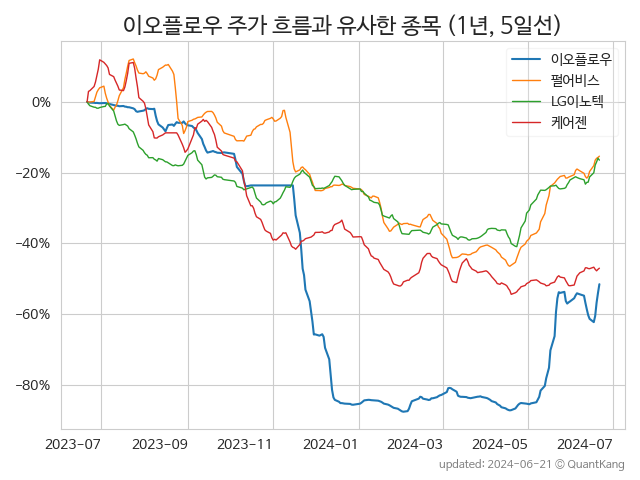 이오플로우 주가 흐름과 유사한 종목 (1년, 5일선)
이오플로우
펄어비스
LG이노텍
케어젠
0%
−20%
−40%
−60%
−80%
2023-07
2023-09
2023-11
2024-01
2024-03
2024-05
2024-07
updated: 2024-06-21 © QuantKang